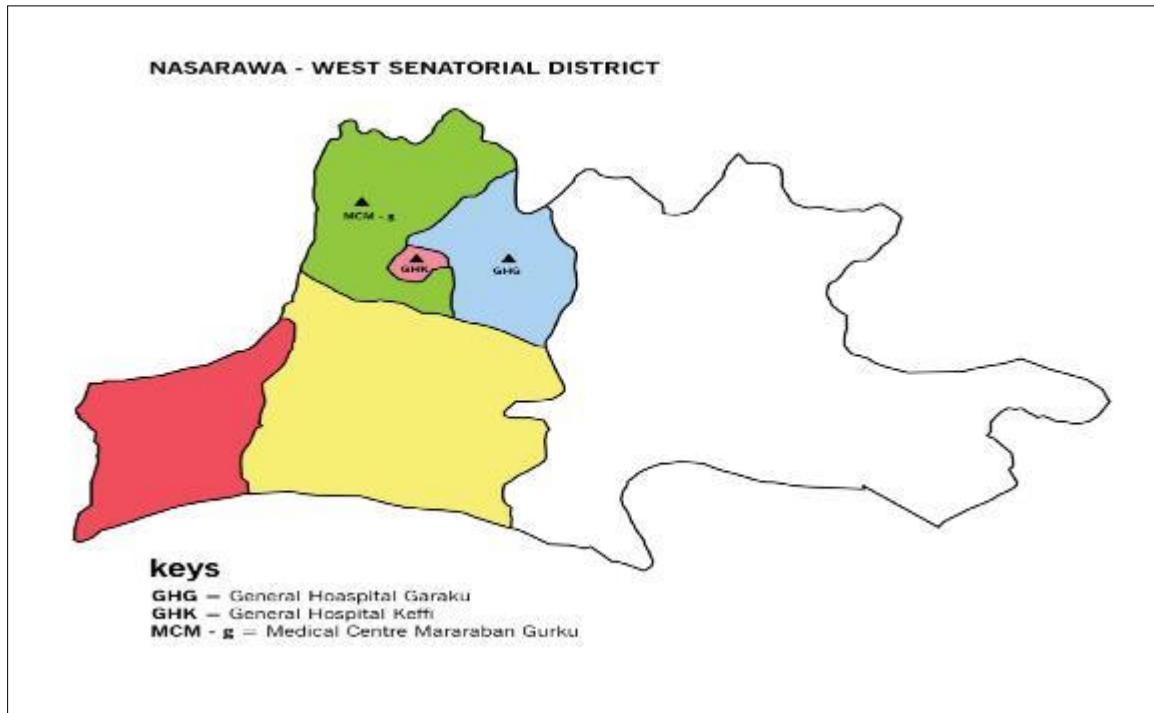 NASARAWA - WEST SENATORIAL DISTRICT
MCM - g
GHK
GHG
keys
GHG = General Hoaspital Garaku
GHK = General Hospital Keffi
MCM - g = Medical Centre Mararaban Gurku